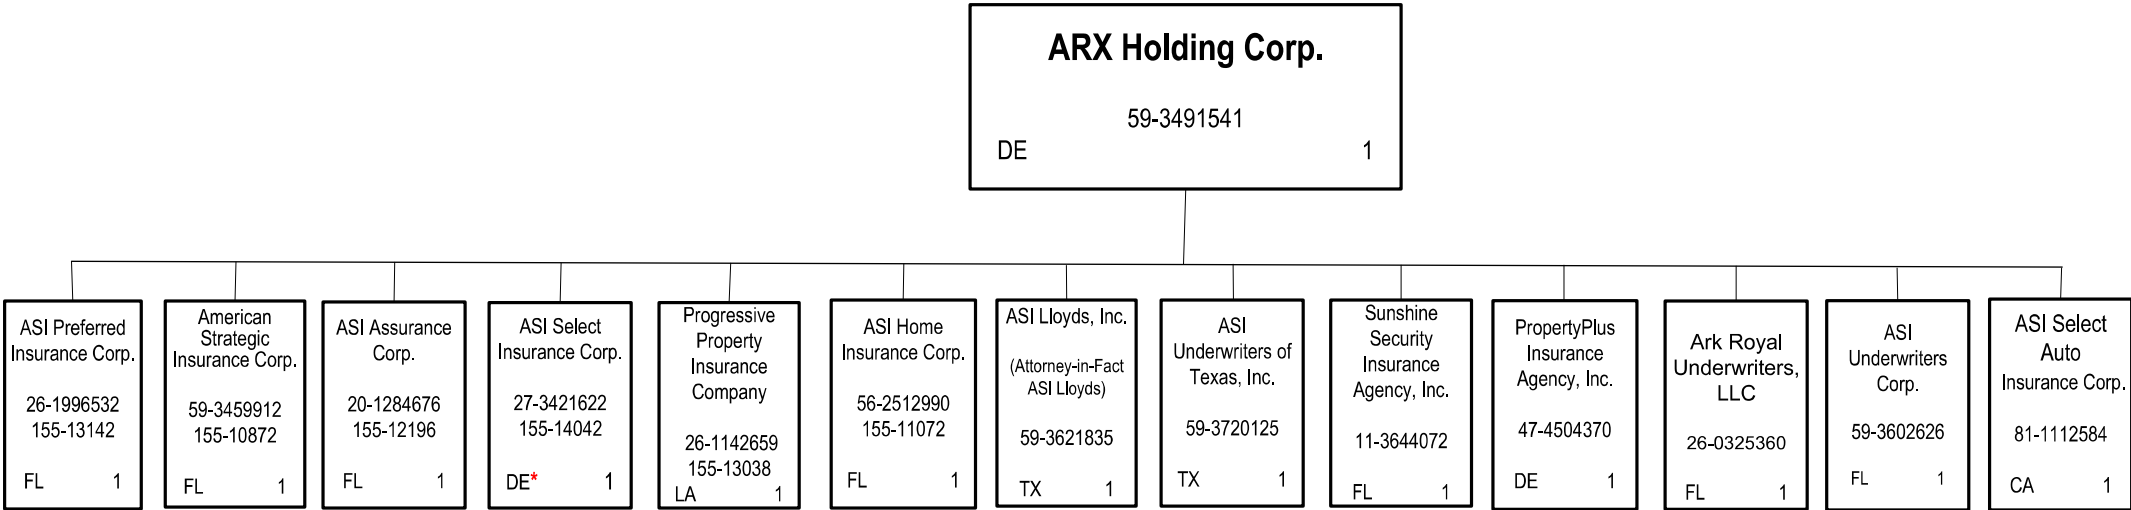 ARX Holding Corp.
59-3491541
DE 1
ASI Preferred
Insurance Corp.
26-1996532
155-13142
FL 1
American
Strategic
Insurance Corp.
59-3459912
155-10872
FL 1
ASI Assurance
Corp.
20-1284676
155-12196
FL 1
ASI Select
Insurance Corp.
27-3421622
155-14042
DE* 1
Progressive
Property
Insurance
Company
26-1142659
155-13038
LA 1
ASI Home
Insurance Corp.
56-2512990
155-11072
FL 1
ASI Lloyds, Inc.
(Attorney-in-Fact
ASI Lloyds)
59-3621835
TX 1
ASI
Underwriters of
Texas, Inc.
59-3720125
TX 1
Sunshine
Security
Insurance
Agency, Inc.
11-3644072
FL 1
PropertyPlus
Insurance
Agency, Inc.
47-4504370
DE 1
Ark Royal
Underwriters,
LLC
26-0325360
FL 1
ASI
Underwriters
Corp.
59-3602626
FL 1
ASI Select
Auto
Insurance Corp.
81-1112584
CA 1